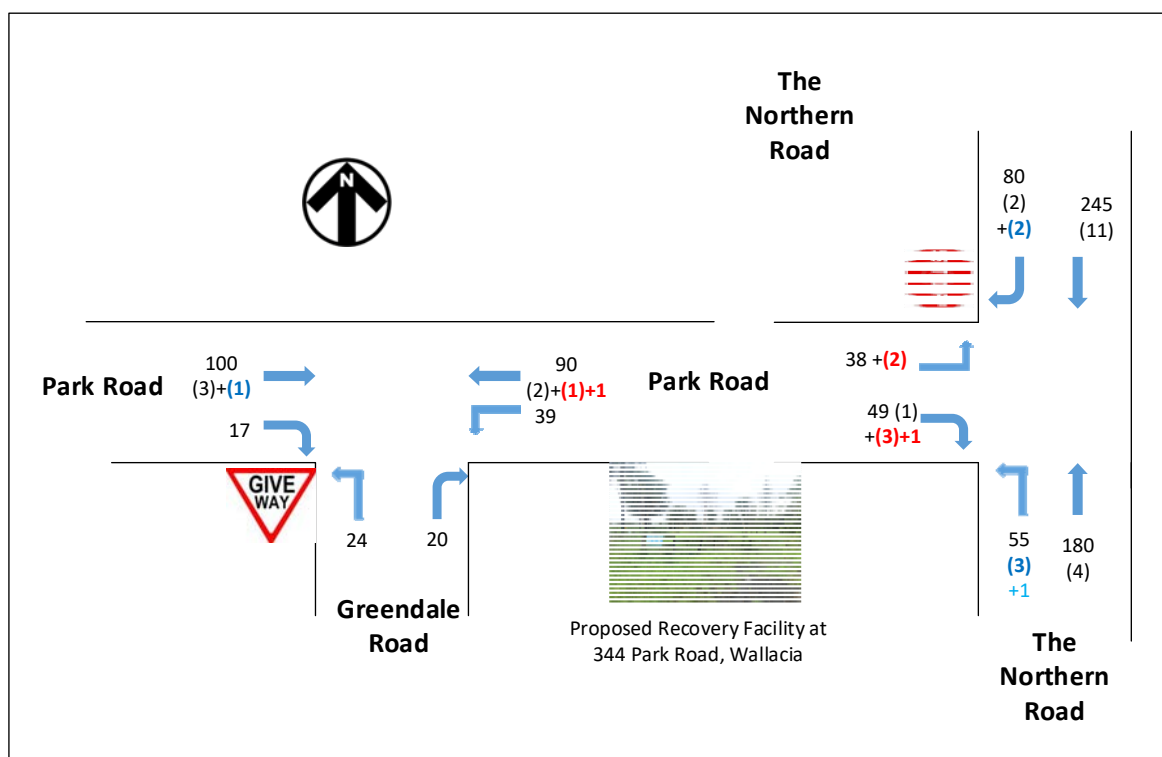 The
Northern
Road
N
80
(2)
+(2)
245
(11)
Park Road
100
(3)+(1)
17
90
(2)+(1)+1
39
Park Road
38 +(2)
49 (1)
+(3)+1
GIVE
WAY
24
20
55
(3)
+1
180
(4)
Greendale
Road
Proposed Recovery Facility at
344 Park Road, Wallacia
The
Northern
Road